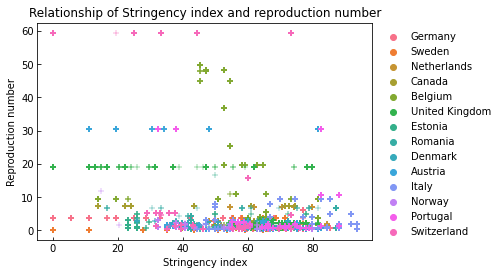 Relationship of Stringency index and reproduction number
60
50
40
30
20
10
0
Reproduction number
0 20 40 60 80
Stringency index
Germany
Sweden
Netherlands
Canada
Belgium
United Kingdom
Estonia
Romania
Denmark
Austria
Italy
Norway
Portugal
Switzerland